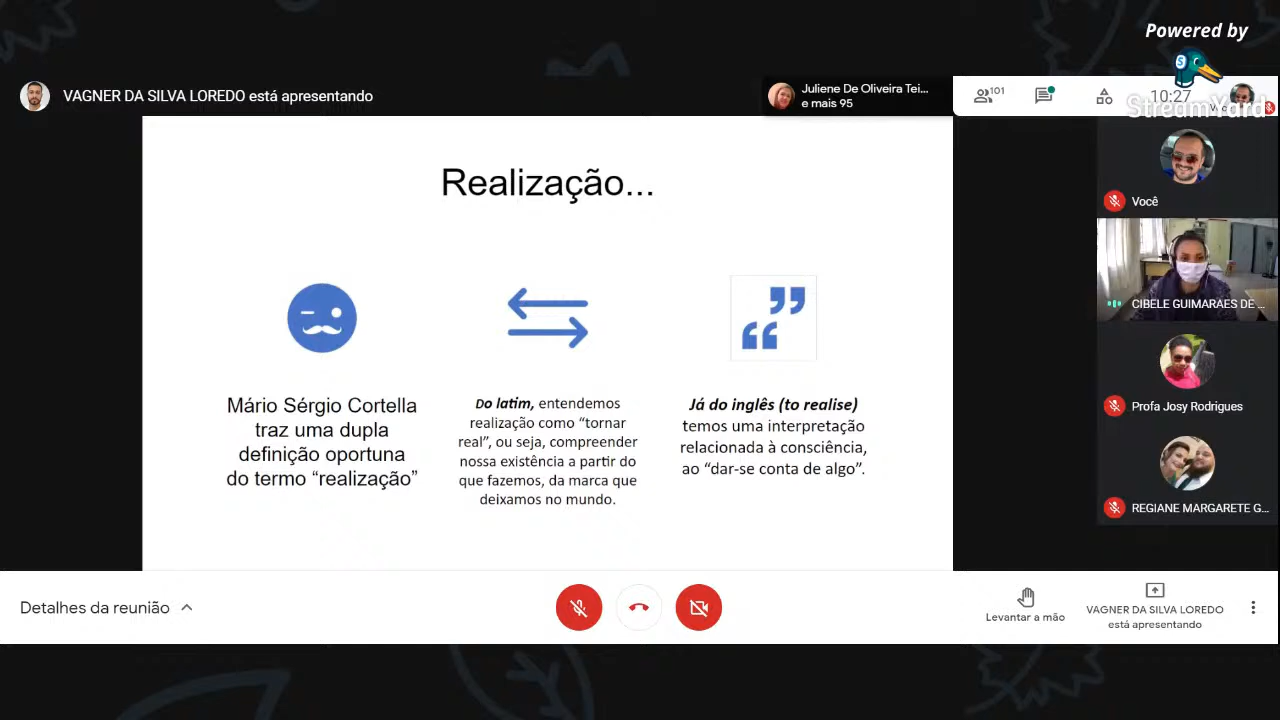 Powered by
StreamYard
VAGNER DA SILVA LOREDO está apresentando
Juliene De Oliveira Tei...
e mais 95
101
10:27
Realização...
Mário Sérgio Cortella
traz uma dupla
definição oportuna
do termo “realização”
Do latim, entendemos
realização como “tornar
real”, ou seja, compreender
nossa existência a partir do
que fazemos, da marca que
deixamos no mundo.
Já do inglês (to realise)
temos uma interpretação
relacionada à consciência,
ao “dar-se conta de algo”.
Você
CIBELE GUIMARAES DE ...
Profa Josy Rodrigues
REGIANE MARGARETE G...
Detalhes da reunião
Levantar a mão
VAGNER DA SILVA LOREDO
está apresentando